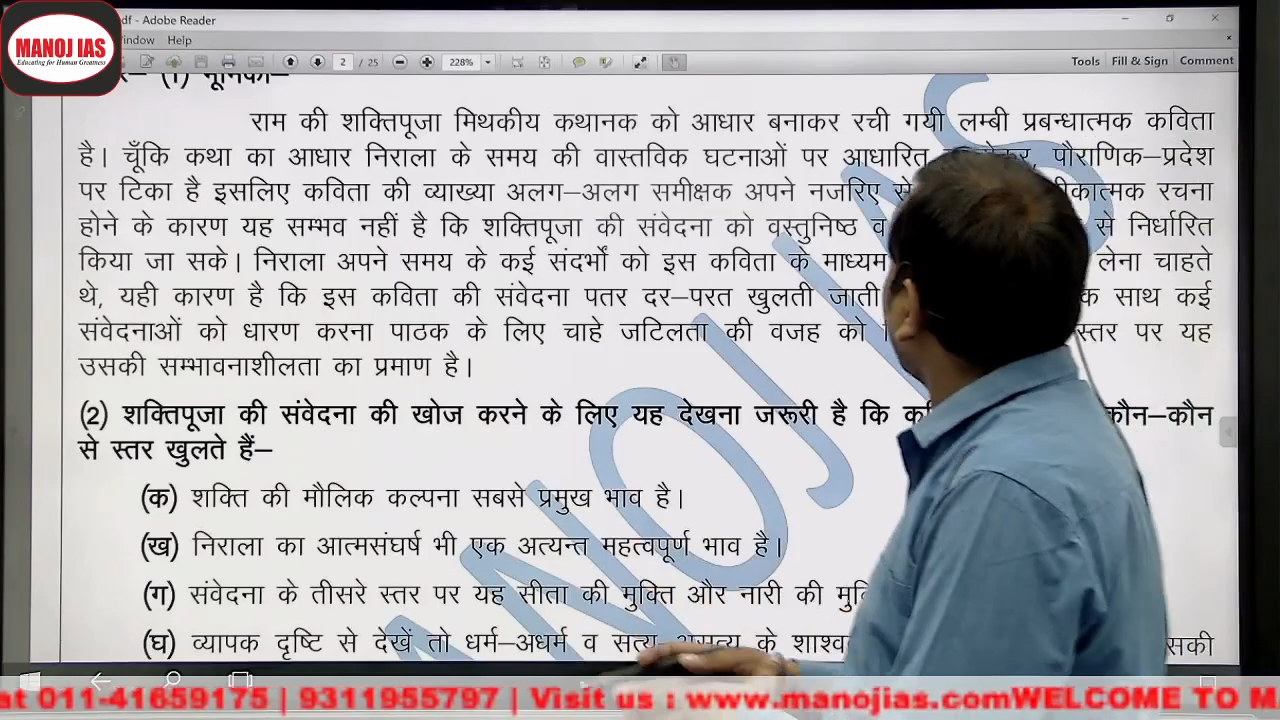 df - Adobe Reader
MANOJ IAS
Educating for Human Greatness
indow Help
2 / 25 228% Tools Fill & Sign Comment
(1) भूमिका–
राम की शक्तिपूजा मिथकीय कथानक को आधार बनाकर रची गयी लम्बी प्रबन्धात्मक कविता
है। चूँकि कथा का आधार निराला के समय की वास्तविक घटनाओं पर आधारित पौराणिक–प्रदेश
पर टिका है इसलिए कविता की व्याख्या अलग–अलग समीक्षक अपने नजरिए से रचना
होने के कारण यह सम्भव नहीं है कि शक्तिपूजा की संवेदना को वस्तुनिष्ठ व से निर्धारित
किया जा सके। निराला अपने समय के कई संदर्भों को इस कविता के माध्यम लेना चाहते
थे, यही कारण है कि इस कविता की संवेदना पतर दर–परत खुलती जाती साथ कई
संवेदनाओं को धारण करना पाठक के लिए चाहे जटिलता की वजह को स्तर पर यह
उसकी सम्भावनाशीलता का प्रमाण है।
(2) शक्तिपूजा की संवेदना की खोज करने के लिए यह देखना जरूरी है कि कौन–कौन
से स्तर खुलते हैं–
(क) शक्ति की मौलिक कल्पना सबसे प्रमुख भाव है।
(ख) निराला का आत्मसंघर्ष भी एक अत्यन्त महत्वपूर्ण भाव है।
(ग) संवेदना के तीसरे स्तर पर यह सीता की मुक्ति और नारी की
(घ) व्यापक दृष्टि से देखें तो धर्म–अधर्म व सत्य असत्य के
at 011-41659175 | 9311955797 | Visit us : www.manojias.comWELCOME TO M